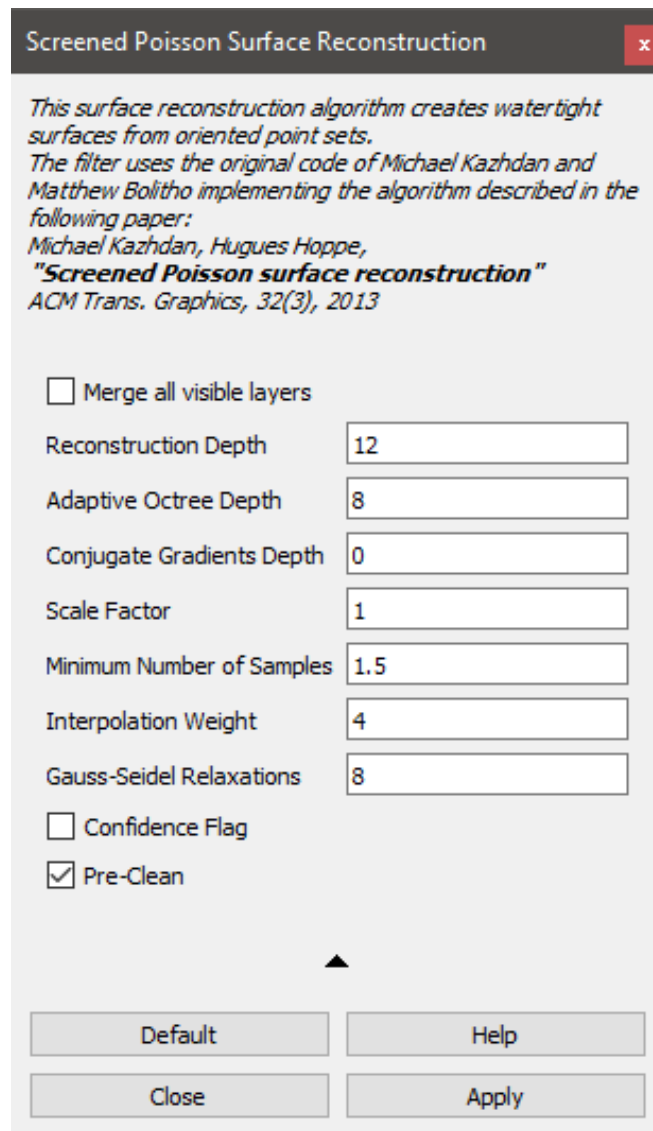 Screened Poisson Surface Reconstruction
x
This surface reconstruction algorithm creates watertight
surfaces from oriented point sets.
The filter uses the original code of Michael Kazhdan and
Matthew Bolitho implementing the algorithm described in the
following paper:
Michael Kazhdan, Hugues Hoppe,
"Screened Poisson surface reconstruction"
ACM Trans. Graphics, 32(3), 2013
Merge all visible layers
Reconstruction Depth 12
Adaptive Octree Depth 8
Conjugate Gradients Depth 0
Scale Factor 1
Minimum Number of Samples 1.5
Interpolation Weight 4
Gauss-Seidel Relaxations 8
Confidence Flag
Pre-Clean
Default Help
Close Apply